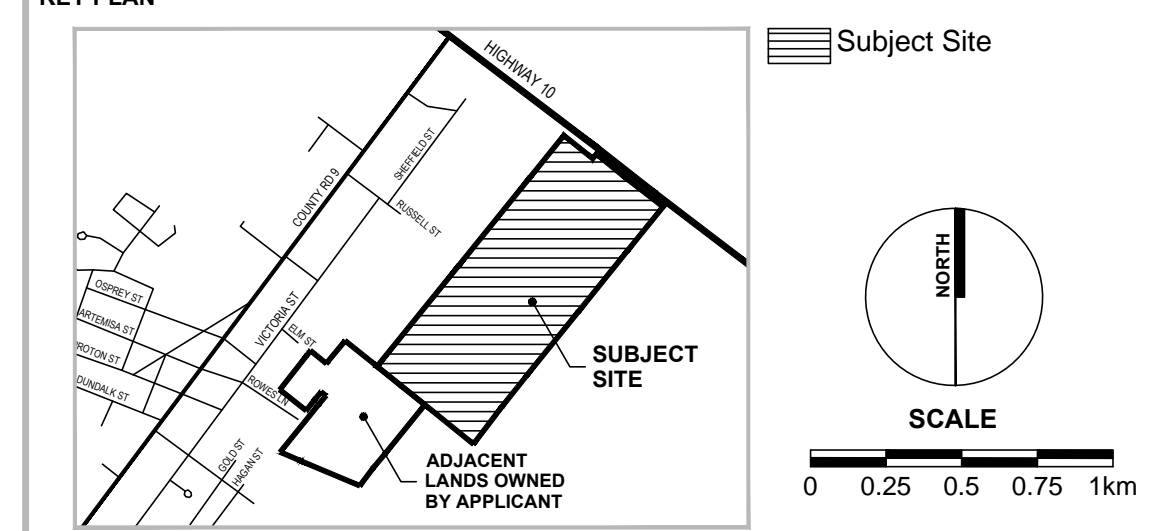 KEY PLAN
HIGHWAY 10
Subject Site
SHEFFIELD ST
COUNTY RD 9
RUSSELL ST
NORTH
OSPREY ST
VICTORIA ST
ARTEMISA ST
ELM ST
ROTON ST
SUBJECT
SITE
ROWES LN
DUNDALK ST
SCALE
ADJACENT
LANDS OWNED
BY APPLICANT
GOLD ST
HAGAN ST
0 0.25 0.5 0.75 1km